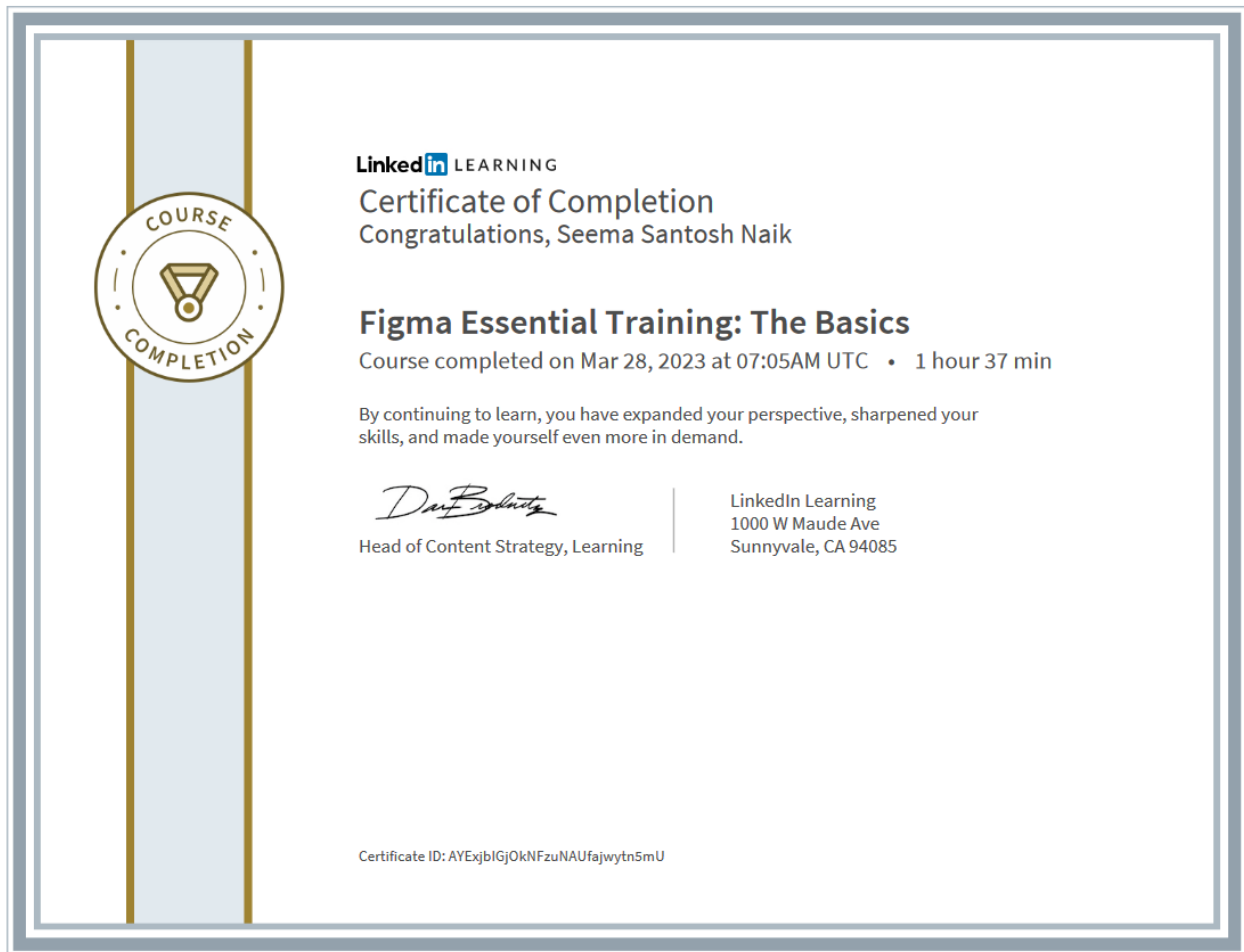 COURSE
COMPLETION
Linked in LEARNING
Certificate of Completion
Congratulations, Seema Santosh Naik
Figma Essential Training: The Basics
Course completed on Mar 28, 2023 at 07:05AM UTC • 1 hour 37 min
By continuing to learn, you have expanded your perspective, sharpened your
skills, and made yourself even more in demand.
Head of Content Strategy, Learning
LinkedIn Learning
1000 W Maude Ave
Sunnyvale, CA 94085
Certificate ID: AYExjbIGjOkNFzuNAUfajwytn5mU